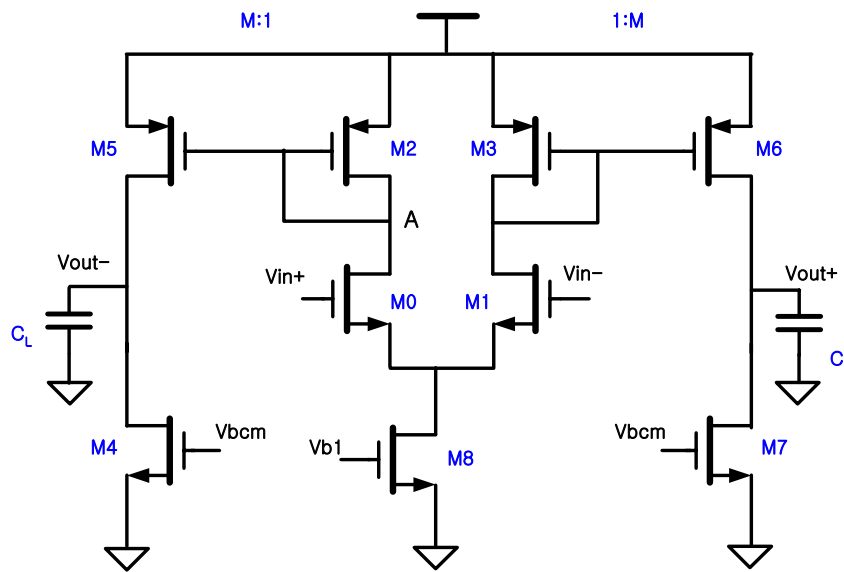 M:1
1:M
M5
M2
M3
M6
A
Vout-
Vin+
Vin-
Vout+
M0
M1
CL
C
M4
Vbcm
Vb1
M8
Vbcm
M7